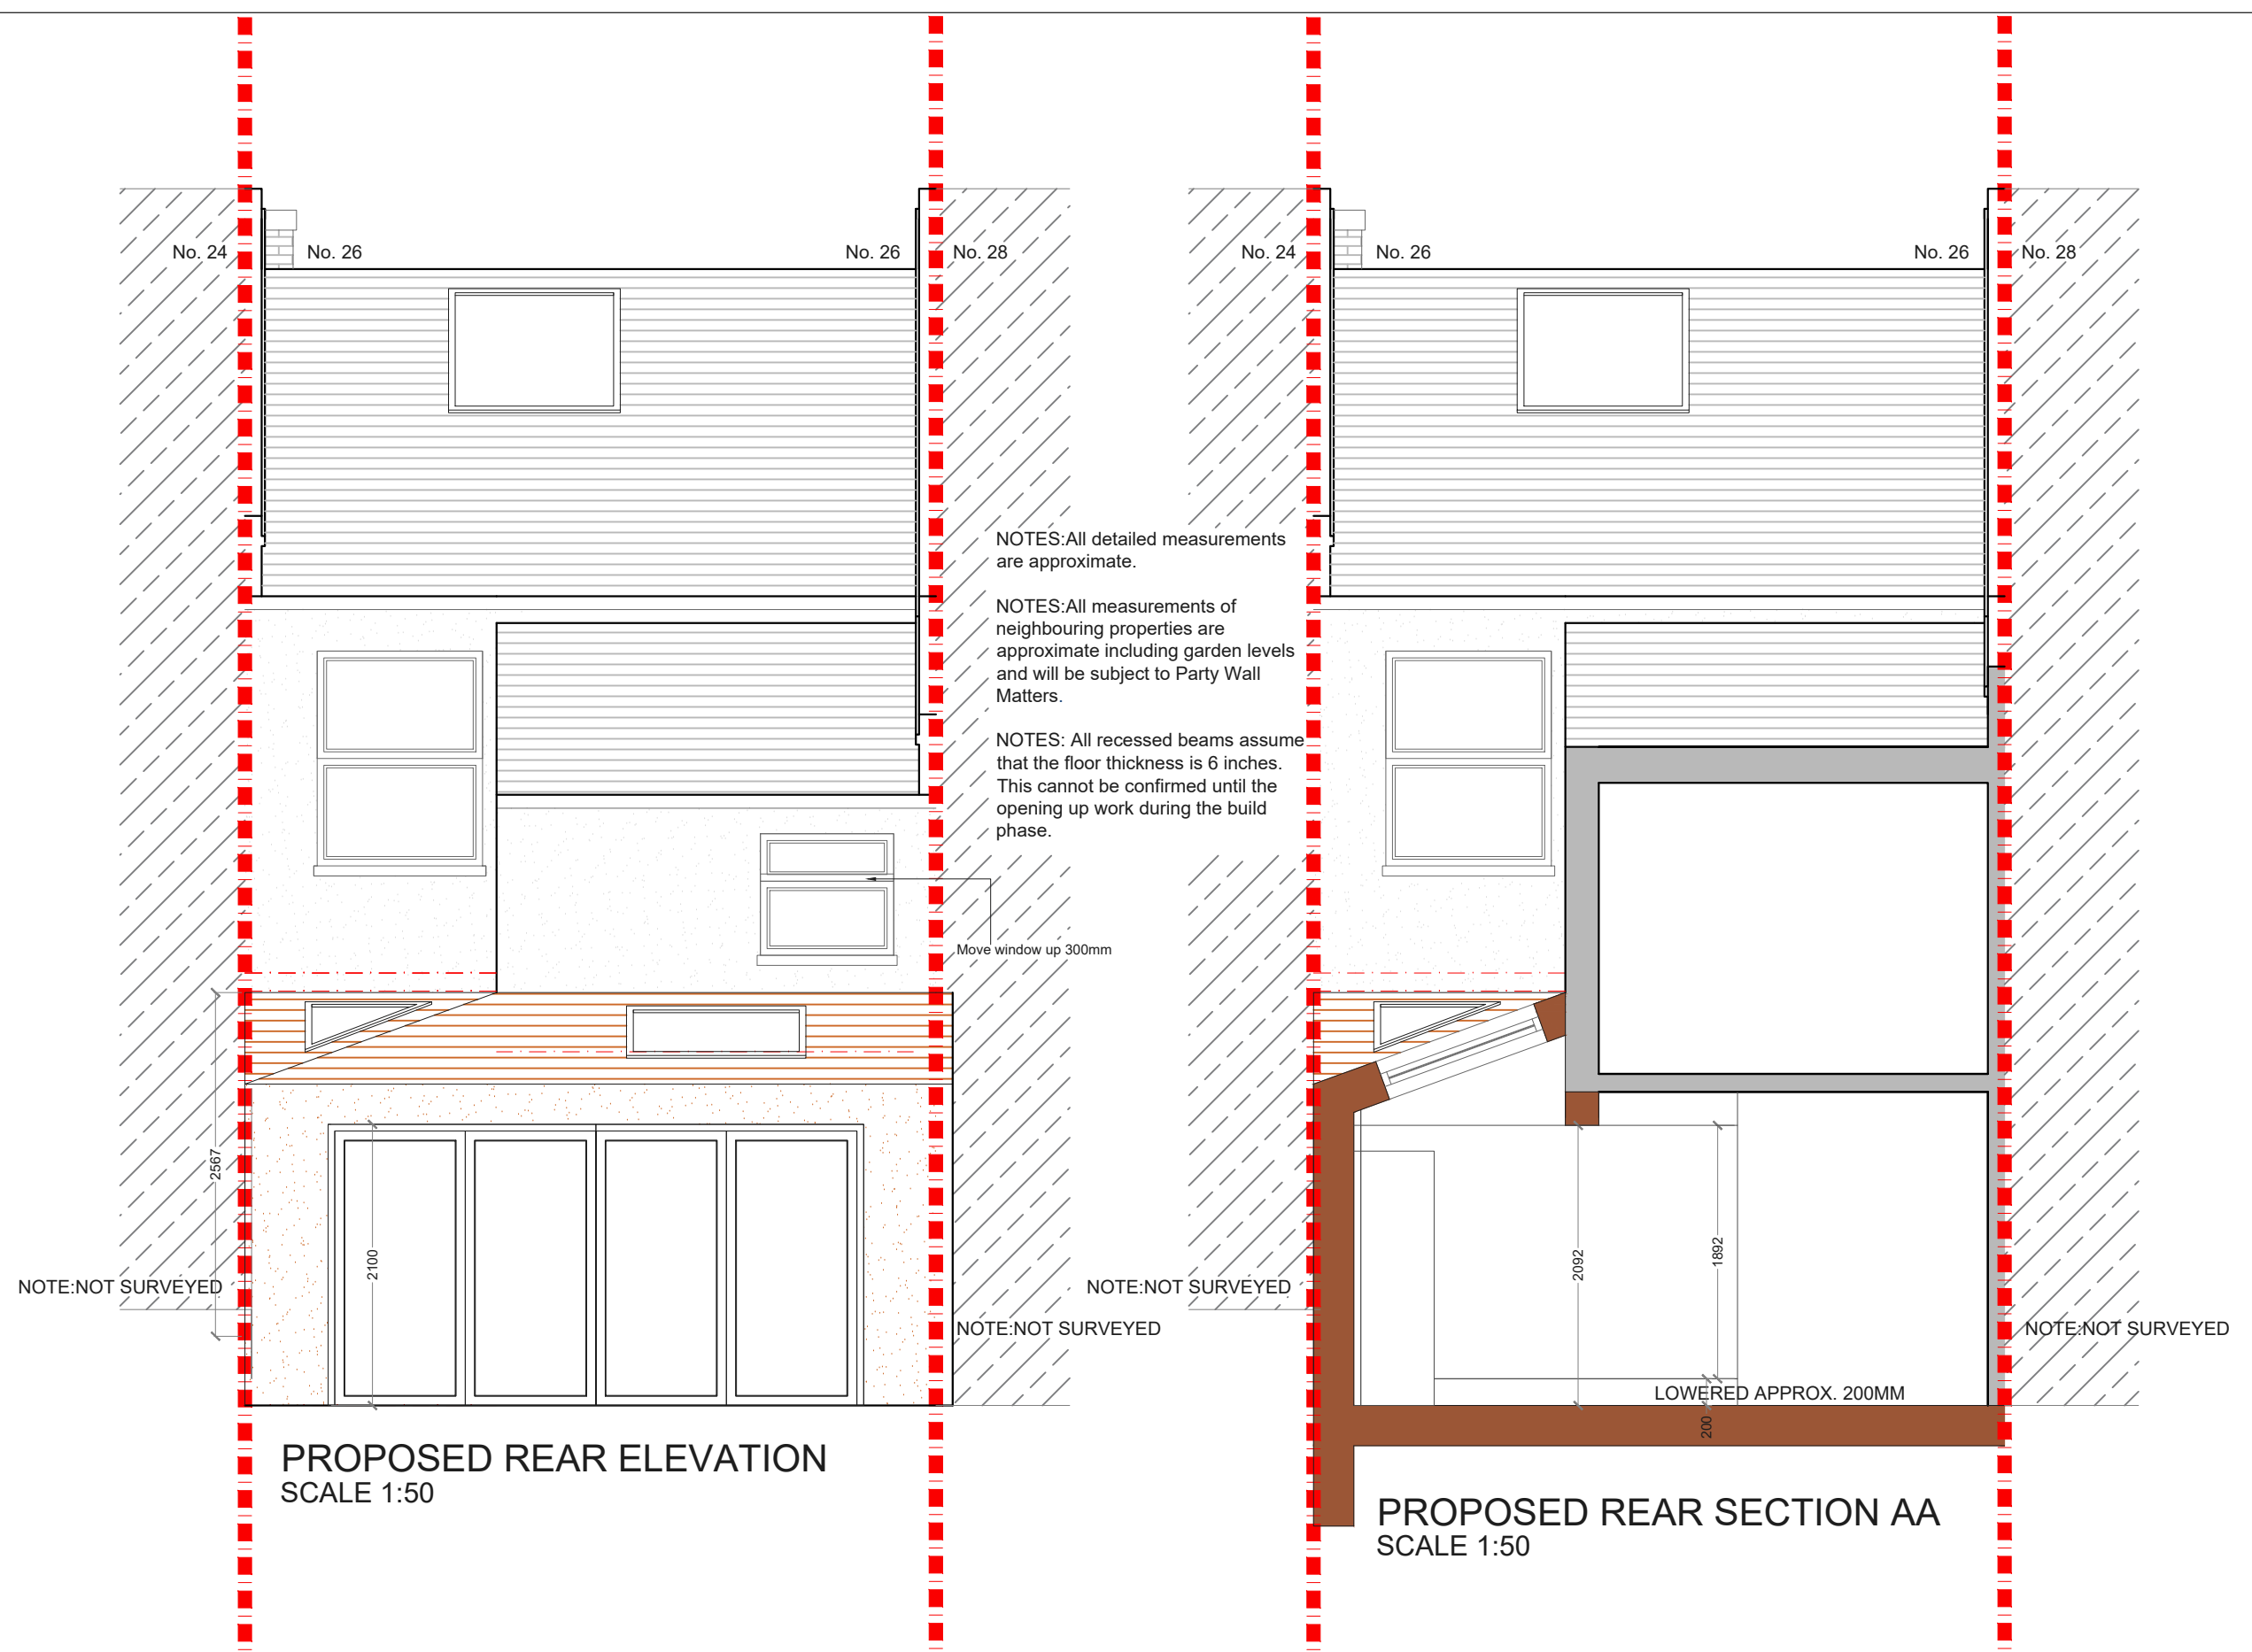 No. 24
No. 26
No. 26
No. 28
No. 24
No. 26
No. 26
No. 28
NOTES:All detailed measurements
are approximate.
NOTES:All measurements of
neighbouring properties are
approximate including garden levels
and will be subject to Party Wall
Matters.
NOTES: All recessed beams assume
that the floor thickness is 6 inches.
This cannot be confirmed until the
opening up work during the build
phase.
Move window up 300mm
2567
2100
NOTE:NOT SURVEYED
NOTE:NOT SURVEYED
2092
1892
NOTE:NOT SURVEYED
NOTE:NOT SURVEYED
LOWERED APPROX. 200MM
200
PROPOSED REAR ELEVATION
SCALE 1:50
PROPOSED REAR SECTION AA
SCALE 1:50